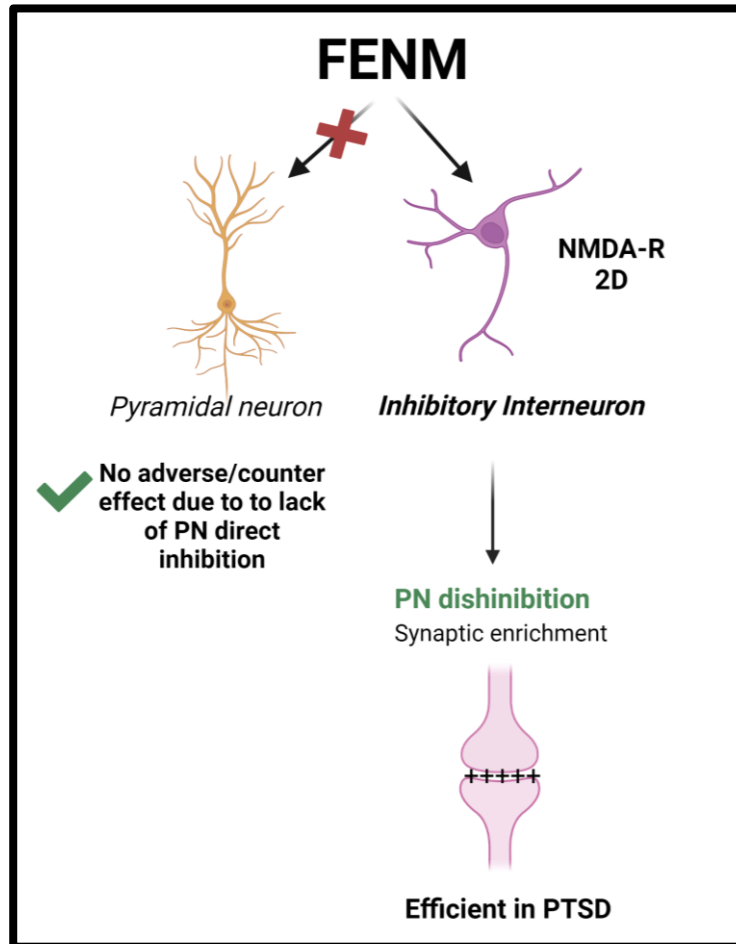 FENM
NMDA-R
2D
Pyramidal neuron
Inhibitory Interneuron
No adverse/counter
effect due to to lack
of PN direct
inhibition
PN dishinibition
Synaptic enrichment
+++++
Efficient in PTSD